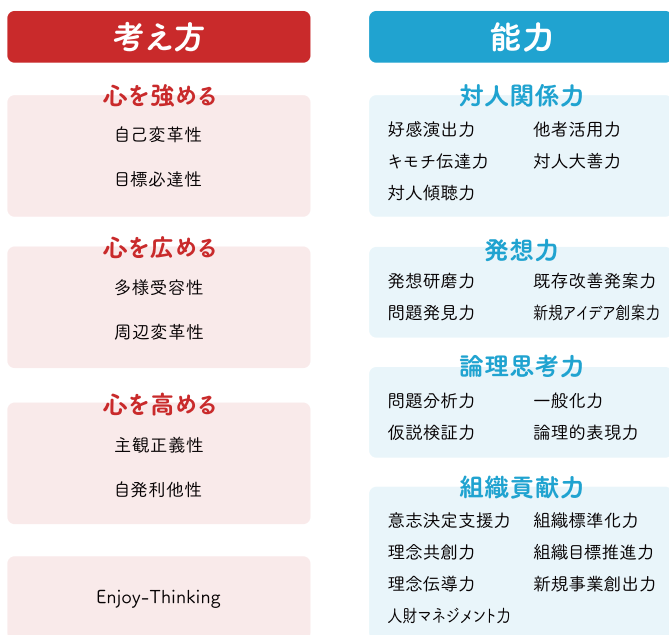 考え方
心を強める
自己変革性
目標必達性
心を広める
多様受容性
周辺変革性
心を高める
主観正義性
自発利他性
Enjoy-Thinking
能力
対人関係力
好感演出力 他者活用力
キモチ伝達力 対人大善力
対人傾聴力
発想力
発想研磨力 既存改善発案力
問題発見力 新規アイデア創案力
論理思考力
問題分析力 一般化力
仮説検証力 論理的表現力
組織貢献力
意志決定支援力 組織標準化力
理念共創力 組織目標推進力
理念伝導力 新規事業創出力
人財マネジメント力